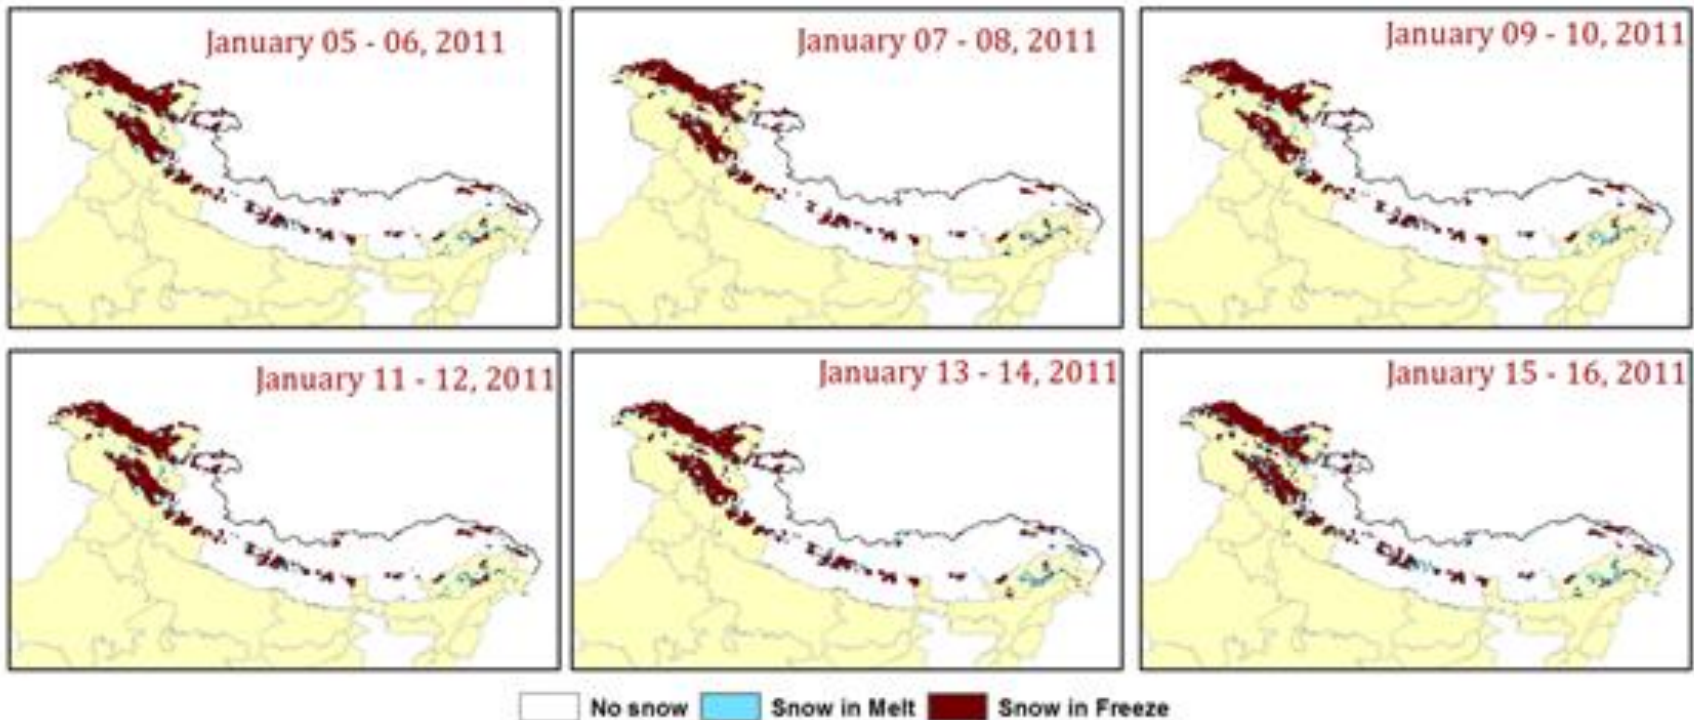 January 05 - 06, 2011
January 07 - 08, 2011
January 09 - 10, 2011
January 11 - 12, 2011
January 13 - 14, 2011
January 15 - 16, 2011
No snow
Snow in Melt
Snow in Freeze